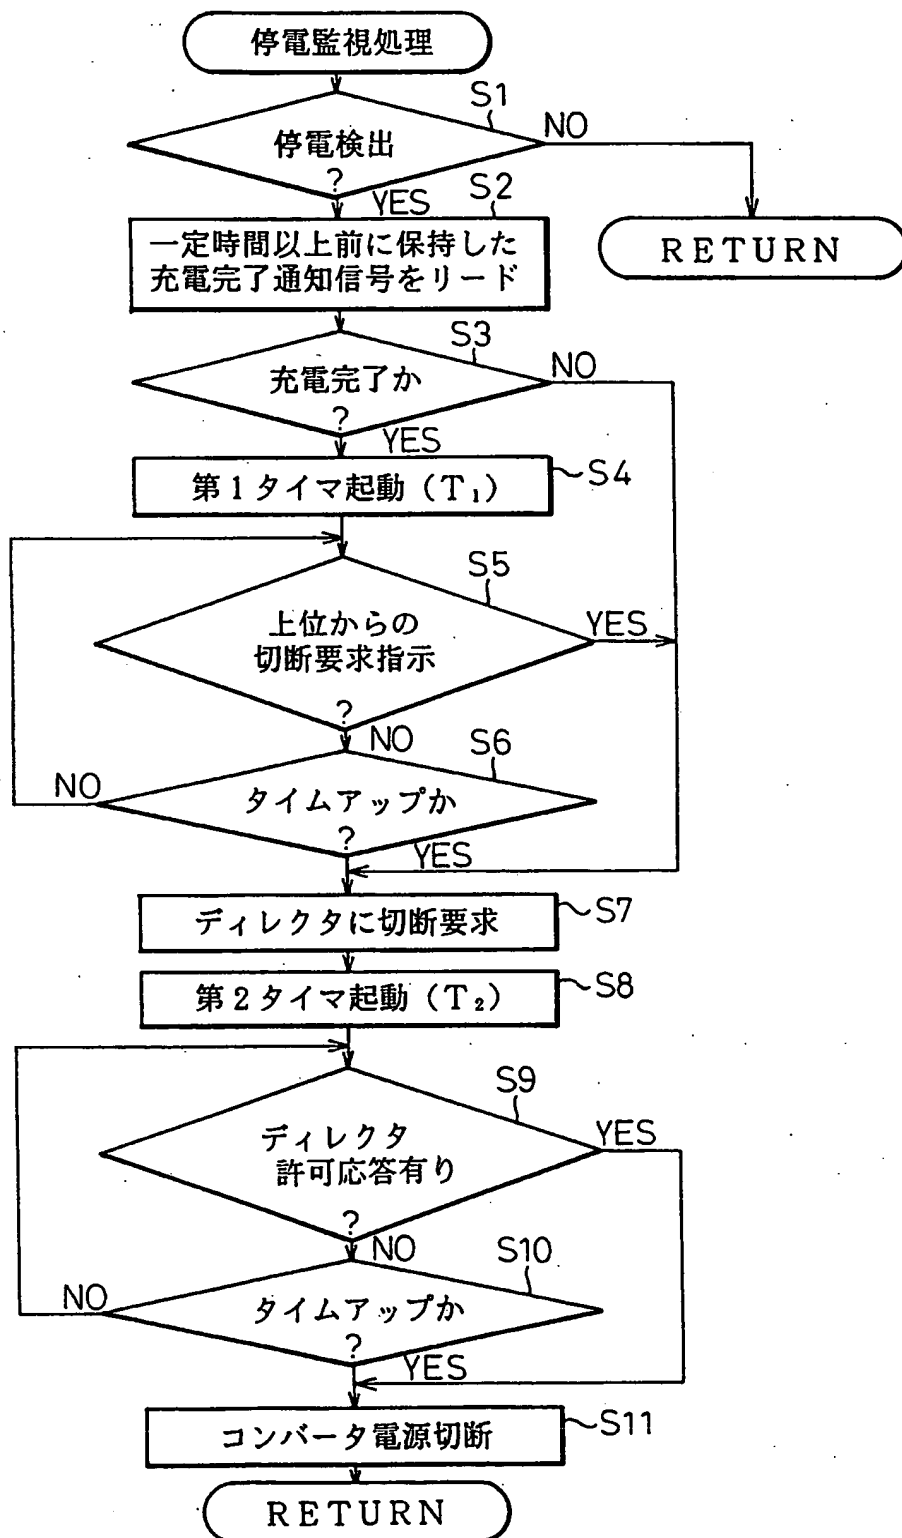 停電監視処理
S1
停電検出
?
NO
YES
S2
一定時間以上前に保持した
充電完了通知信号をリード
RETURN
S3
充電完了か
?
NO
YES
第1タイマ起動(T₁)
S4
S5
上位からの
切断要求指示
?
YES
NO
S6
タイムアップか
?
NO
YES
ディレクタに切断要求
S7
第2タイマ起動(T₂)
S8
S9
ディレクタ
許可応答有り
?
YES
NO
S10
タイムアップか
?
NO
YES
コンバータ電源切断
S11
RETURN